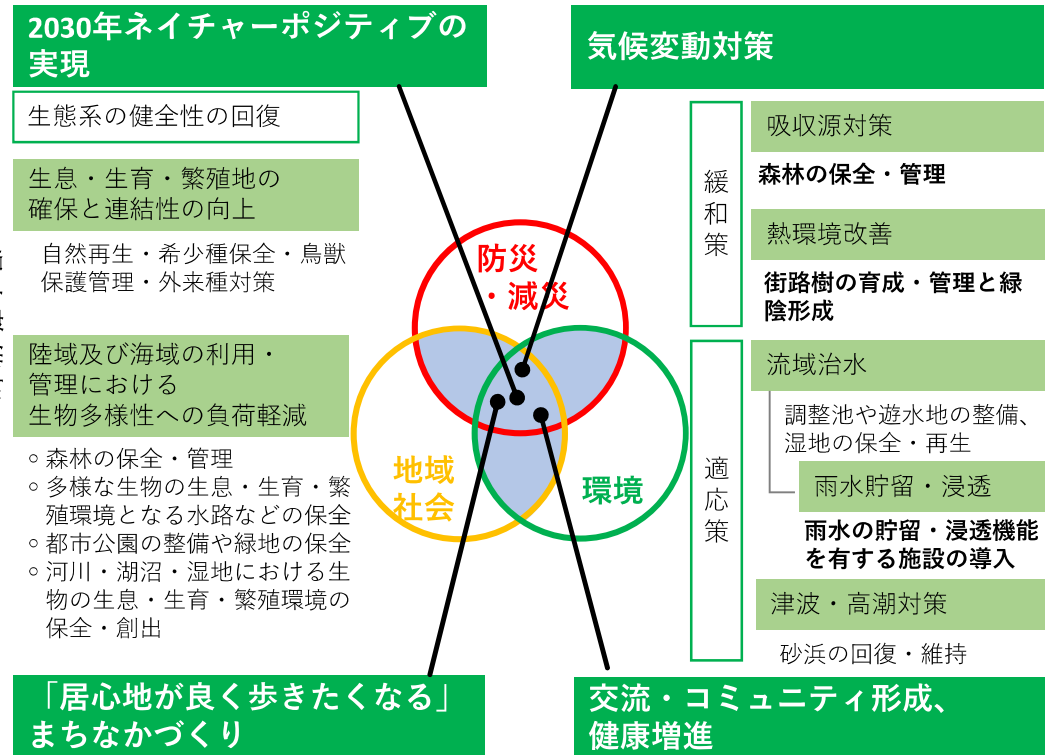 2030年ネイチャーポジティブの
実現
生態系の健全性の回復
生息・生育・繁殖地の
確保と連結性の向上
自然再生・希少種保全・鳥獣
保護管理・外来種対策
陸域及び海域の利用・
管理における
生物多様性への負荷軽減
○ 森林の保全・管理
○ 多様な生物の生息・生育・繁
殖環境となる水路などの保全
○ 都市公園の整備や緑地の保全
○ 河川・湖沼・湿地における生
物の生息・生育・繁殖環境の
保全・創出
「居心地が良く歩きたくなる」
まちなかづくり
防災
・減災
地域
社会
環境
気候変動対策
緩和策
吸収源対策
森林の保全・管理
熱環境改善
街路樹の育成・管理と緑
陰形成
適応策
流域治水
調整池や遊水地の整備、
湿地の保全・再生
雨水貯留・浸透
雨水の貯留・浸透機能
を有する施設の導入
津波・高潮対策
砂浜の回復・維持
交流・コミュニティ形成、
健康増進